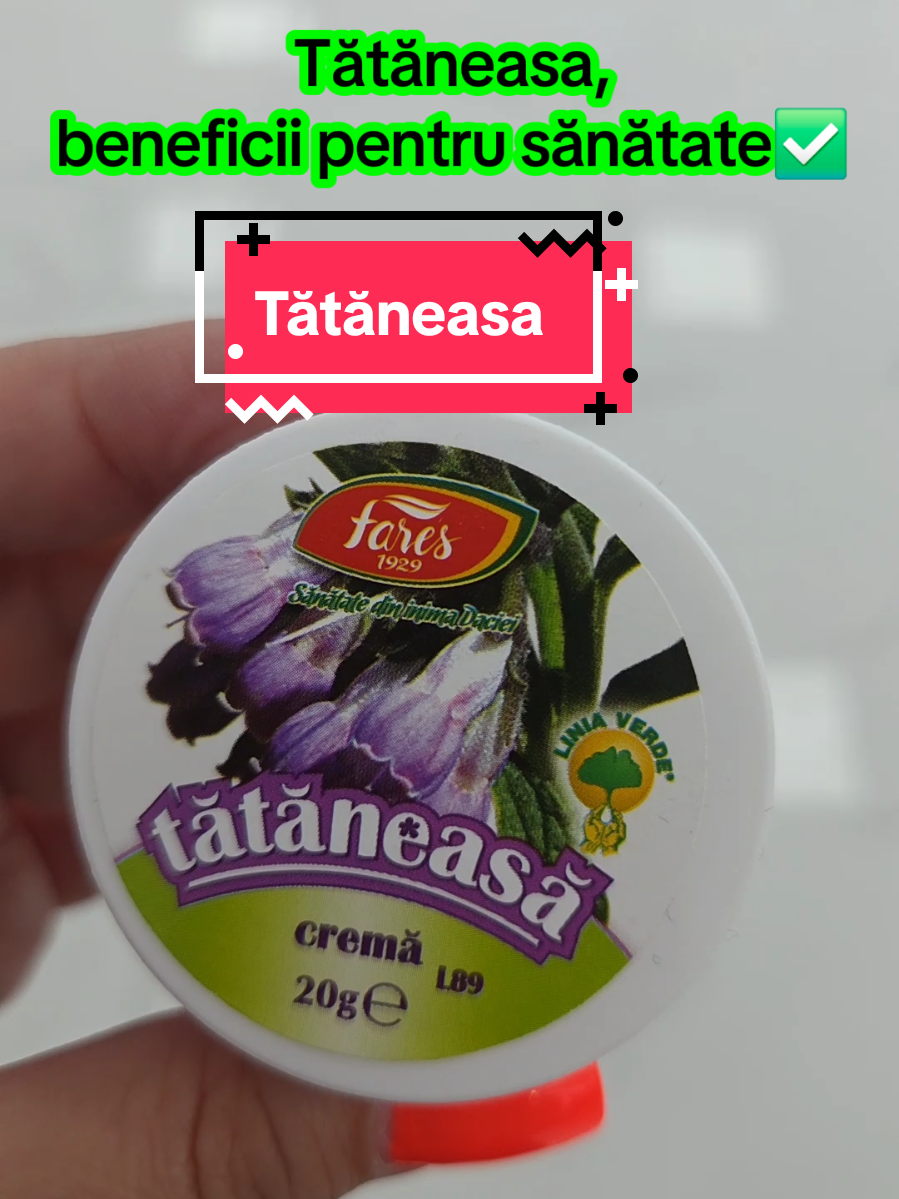 Tătăneasa,
beneficii pentru sănătate✅
Tătăneasa
fares
1929
Sănătate din inima Daciei
LINIA VERDE®
tătăneasă
cremă
L89
20g ℮